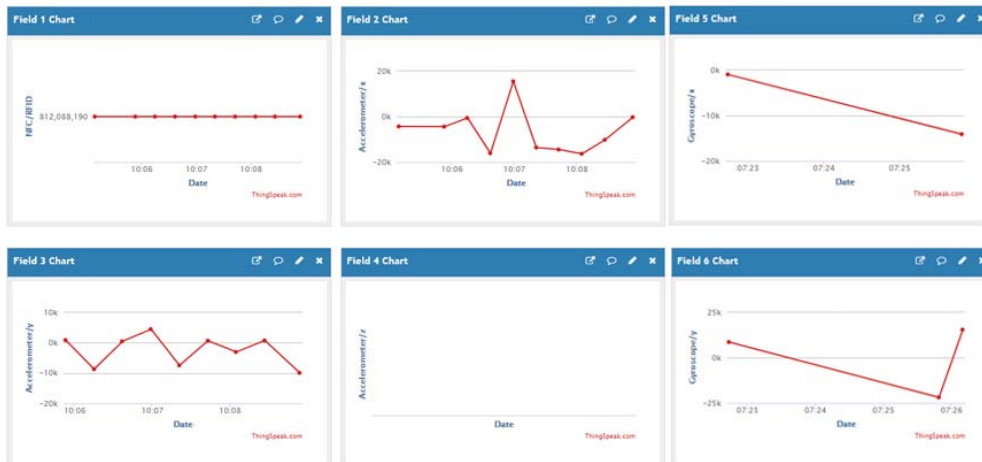 Field 1 Chart
NFC/RFID
812,088,190
10:06 10:07 10:08
Date
ThingSpeak.com
Field 2 Chart
Accelerometer/x
20k
0k
-20k
10:06 10:07 10:08
Date
ThingSpeak.com
Field 5 Chart
Gyroscope/x
0k
-10k
-20k
07:23 07:24 07:25
Date
ThingSpeak.com
Field 3 Chart
Accelerometer/y
10k
0k
-10k
-20k
10:06 10:07 10:08
Date
ThingSpeak.com
Field 4 Chart
Accelerometer/z
Date
ThingSpeak.com
Field 6 Chart
Gyroscope/y
25k
0k
-25k
07:23 07:24 07:25 07:26
Date
ThingSpeak.com